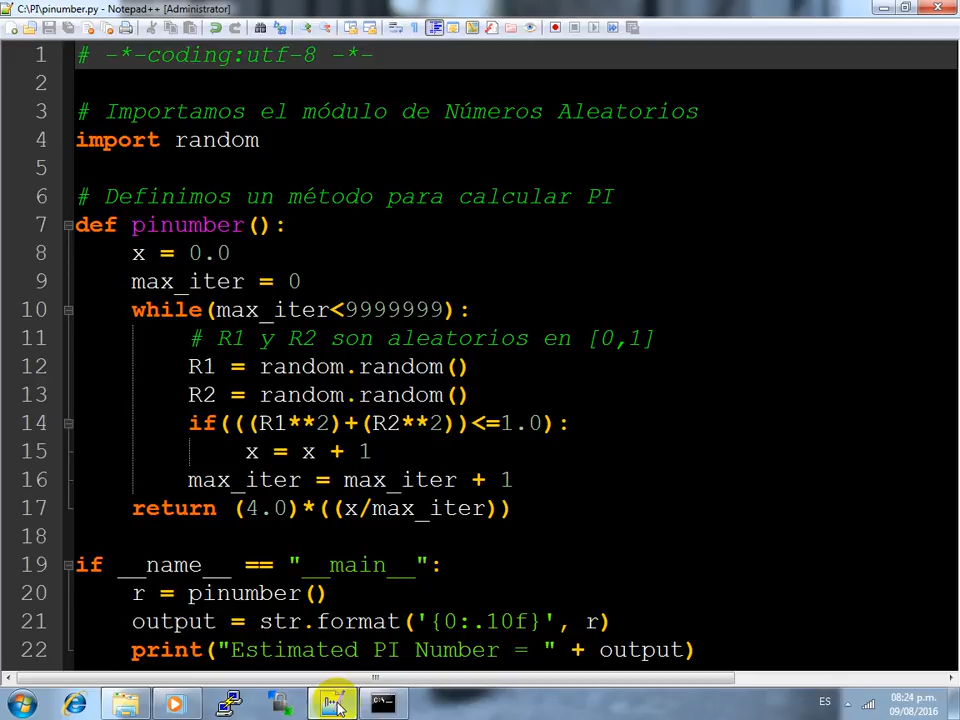 C:\PI\pinumber.py - Notepad++ [Administrator]
1 # -*-coding:utf-8 -*-
2
3 # Importamos el módulo de Números Aleatorios
4 import random
5
6 # Definimos un método para calcular PI
7 def pinumber():
8 x = 0.0
9 max_iter = 0
10 while(max_iter<9999999):
11 # R1 y R2 son aleatorios en [0,1]
12 R1 = random.random()
13 R2 = random.random()
14 if(((R1**2)+(R2**2))<=1.0):
15 x = x + 1
16 max_iter = max_iter + 1
17 return (4.0)*((x/max_iter))
18
19 if __name__ == "__main__":
20 r = pinumber()
21 output = str.format('{0:.10f}', r)
22 print("Estimated PI Number = " + output)
ES
08:24 p.m.
09/08/2016